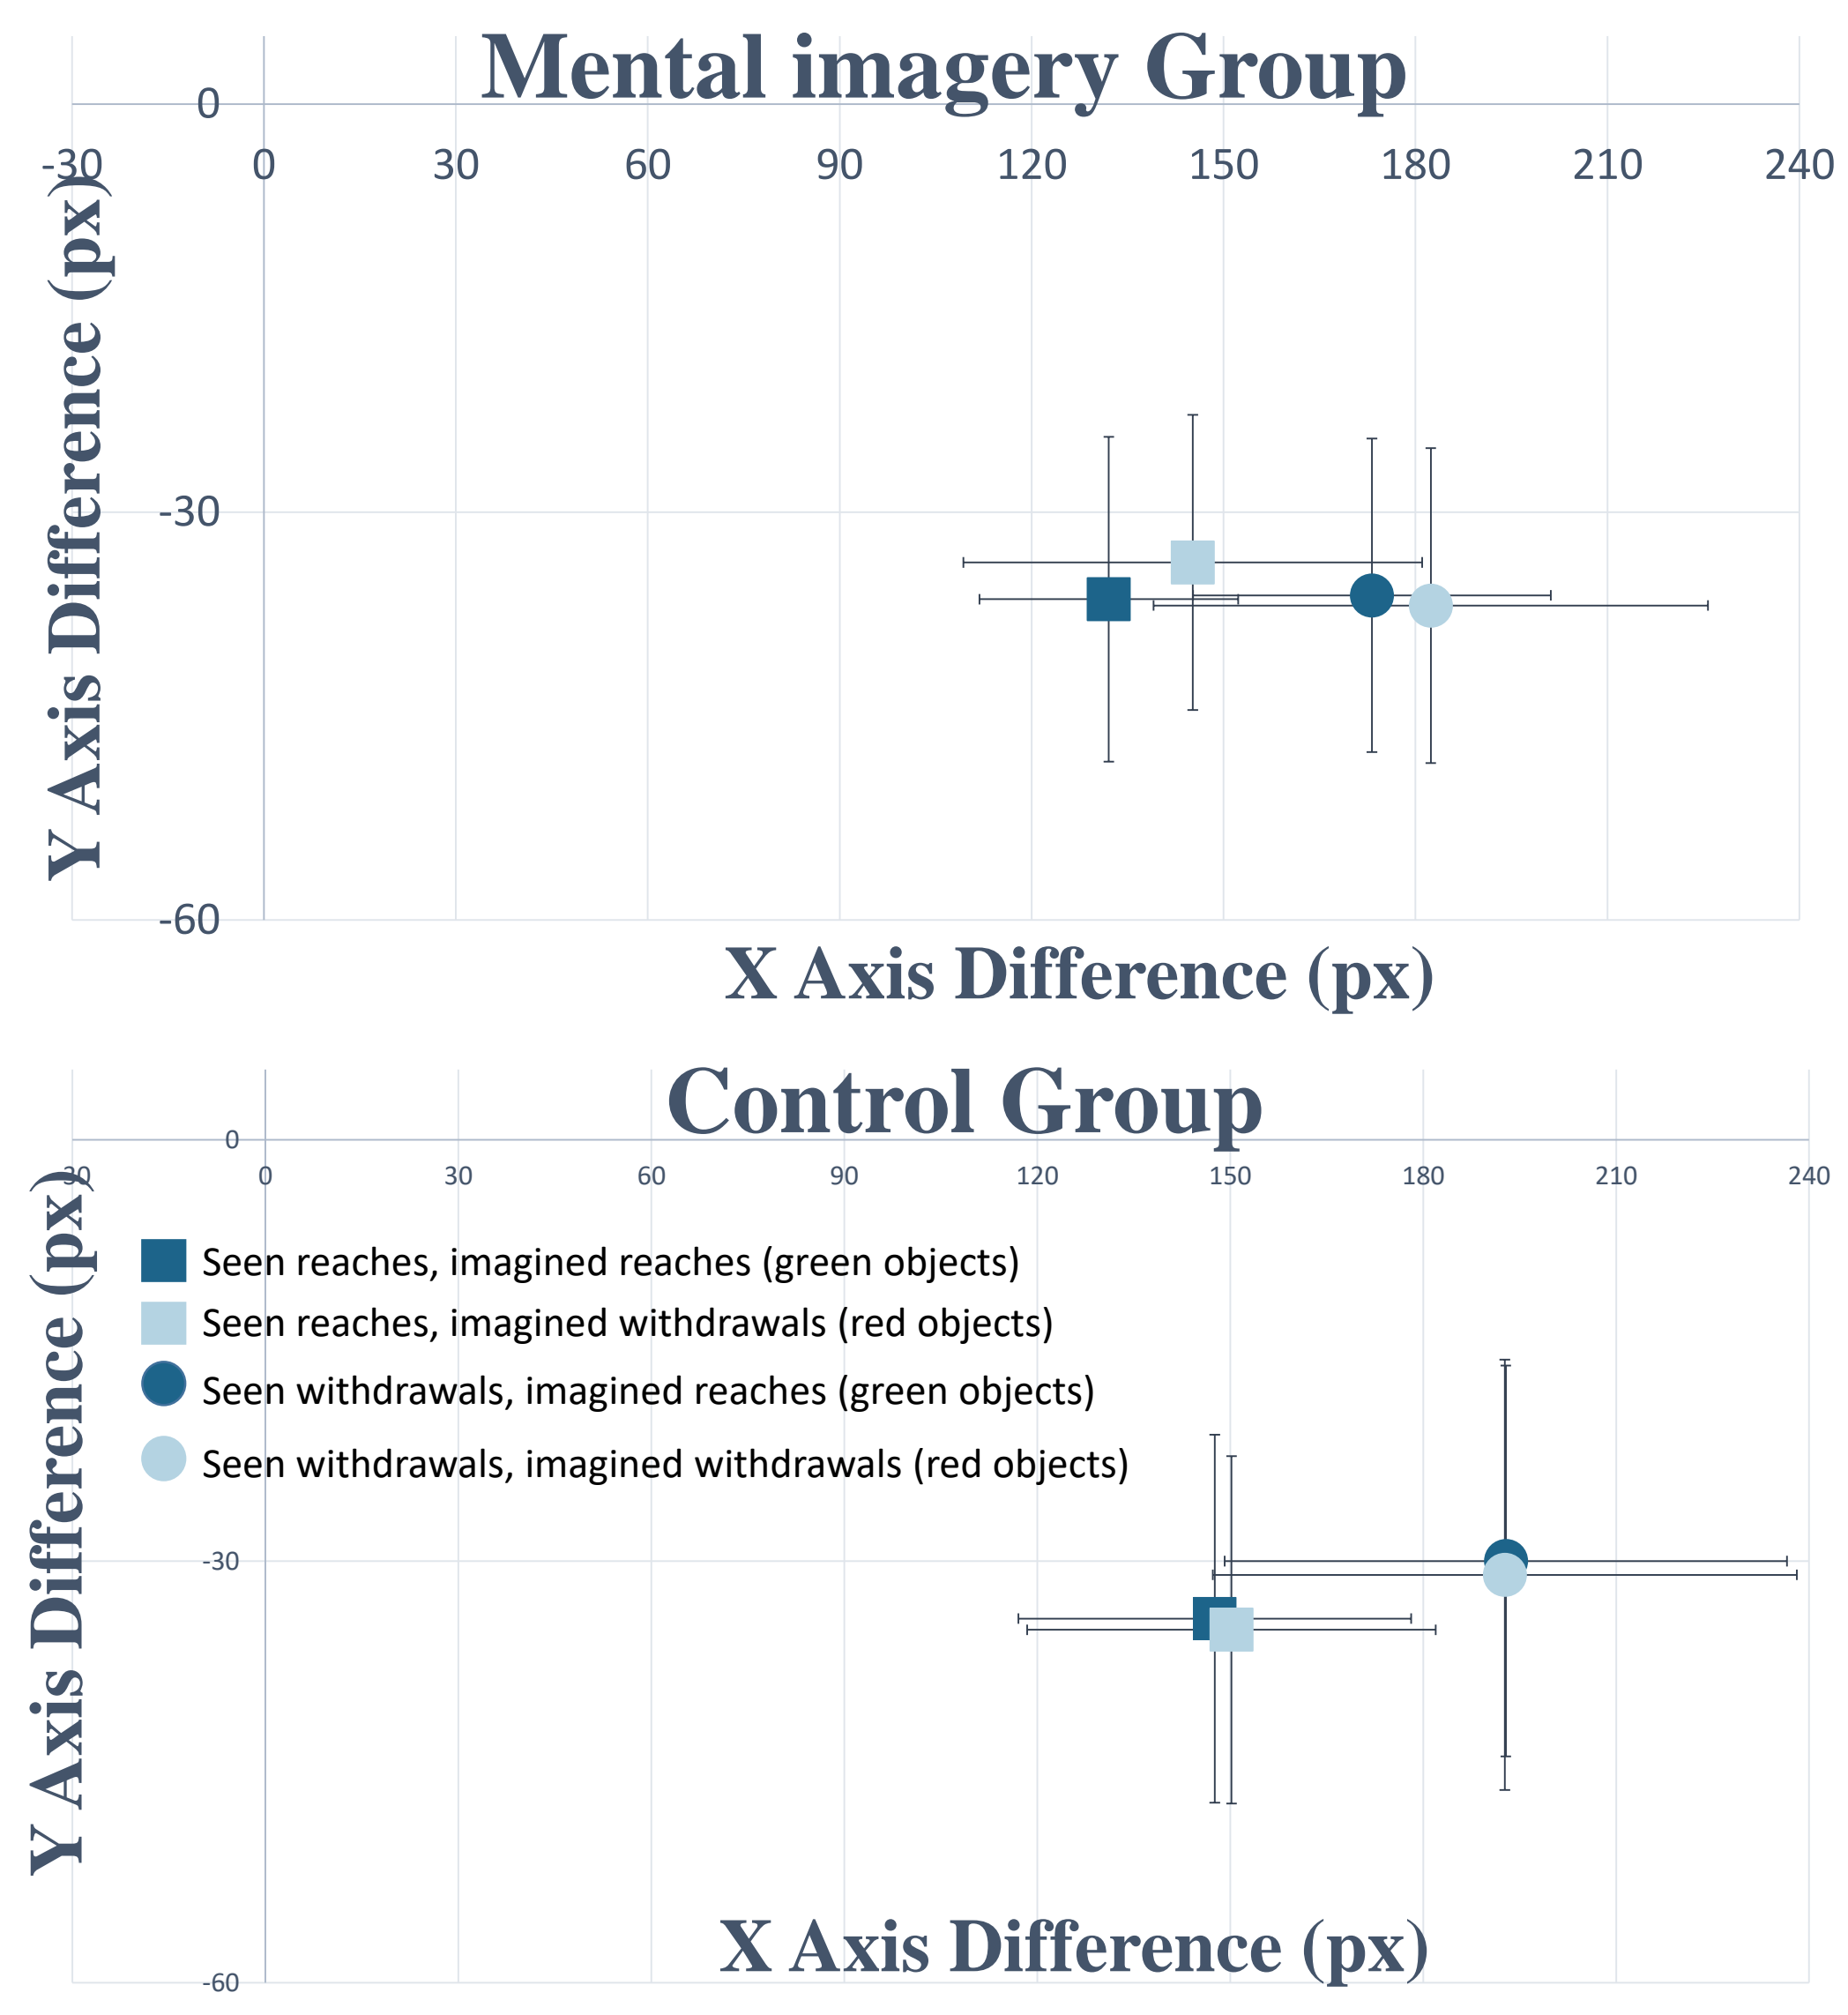 Mental imagery Group
0
-30 0 30 60 90 120 150 180 210 240
Y Axis Difference (px)
-30
-60
X Axis Difference (px)
Control Group
0
-30 0 30 60 90 120 150 180 210 240
Y Axis Difference (px)
Seen reaches, imagined reaches (green objects)
Seen reaches, imagined withdrawals (red objects)
Seen withdrawals, imagined reaches (green objects)
Seen withdrawals, imagined withdrawals (red objects)
-30
X Axis Difference (px)
-60